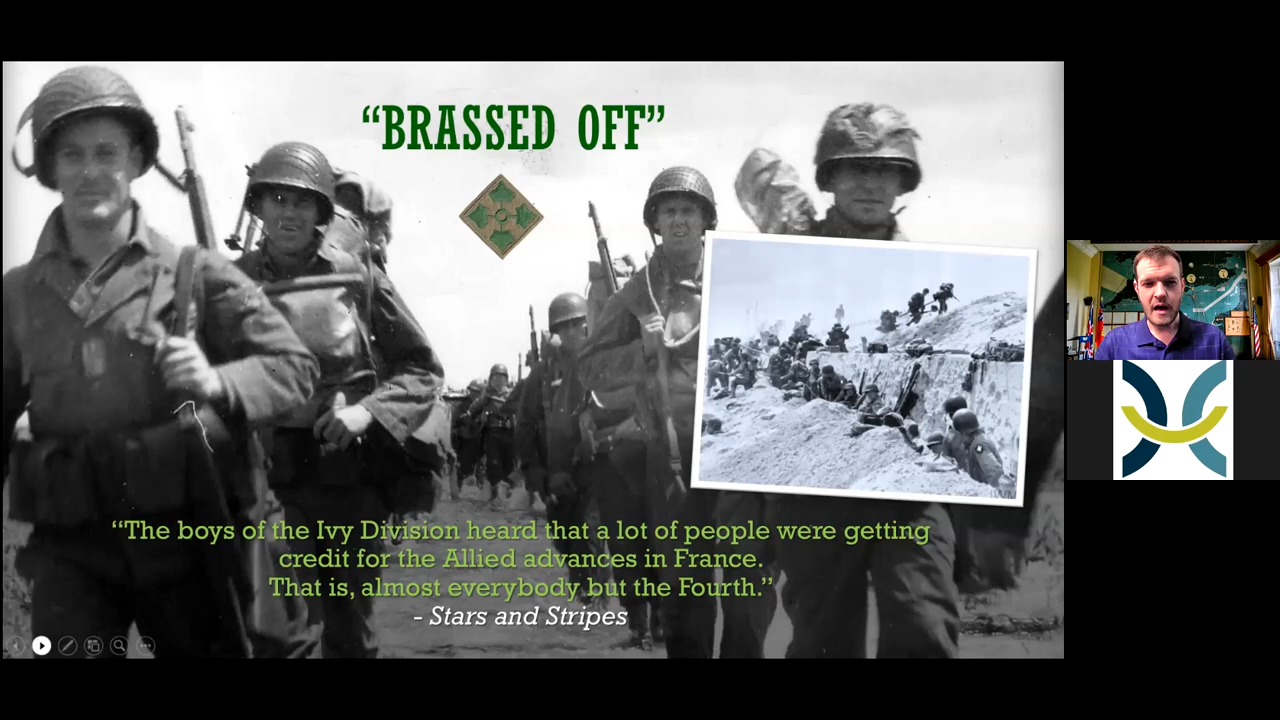 “BRASSED OFF”
“The boys of the Ivy Division heard that a lot of people were getting
credit for the Allied advances in France.
That is, almost everybody but the Fourth.”
- Stars and Stripes